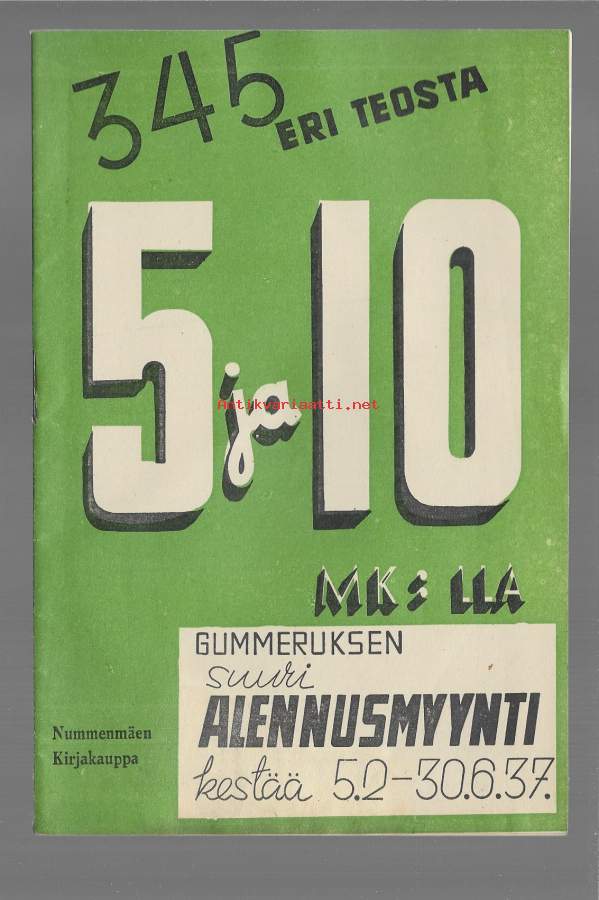 345 ERI TEOSTA
5 ja 10
Antikvariaatti.net
MK:LLA
GUMMERUKSEN
suuri
ALENNUSMYYNTI
kestää 5.2-30.6.37.
Nummenmäen
Kirjakauppa